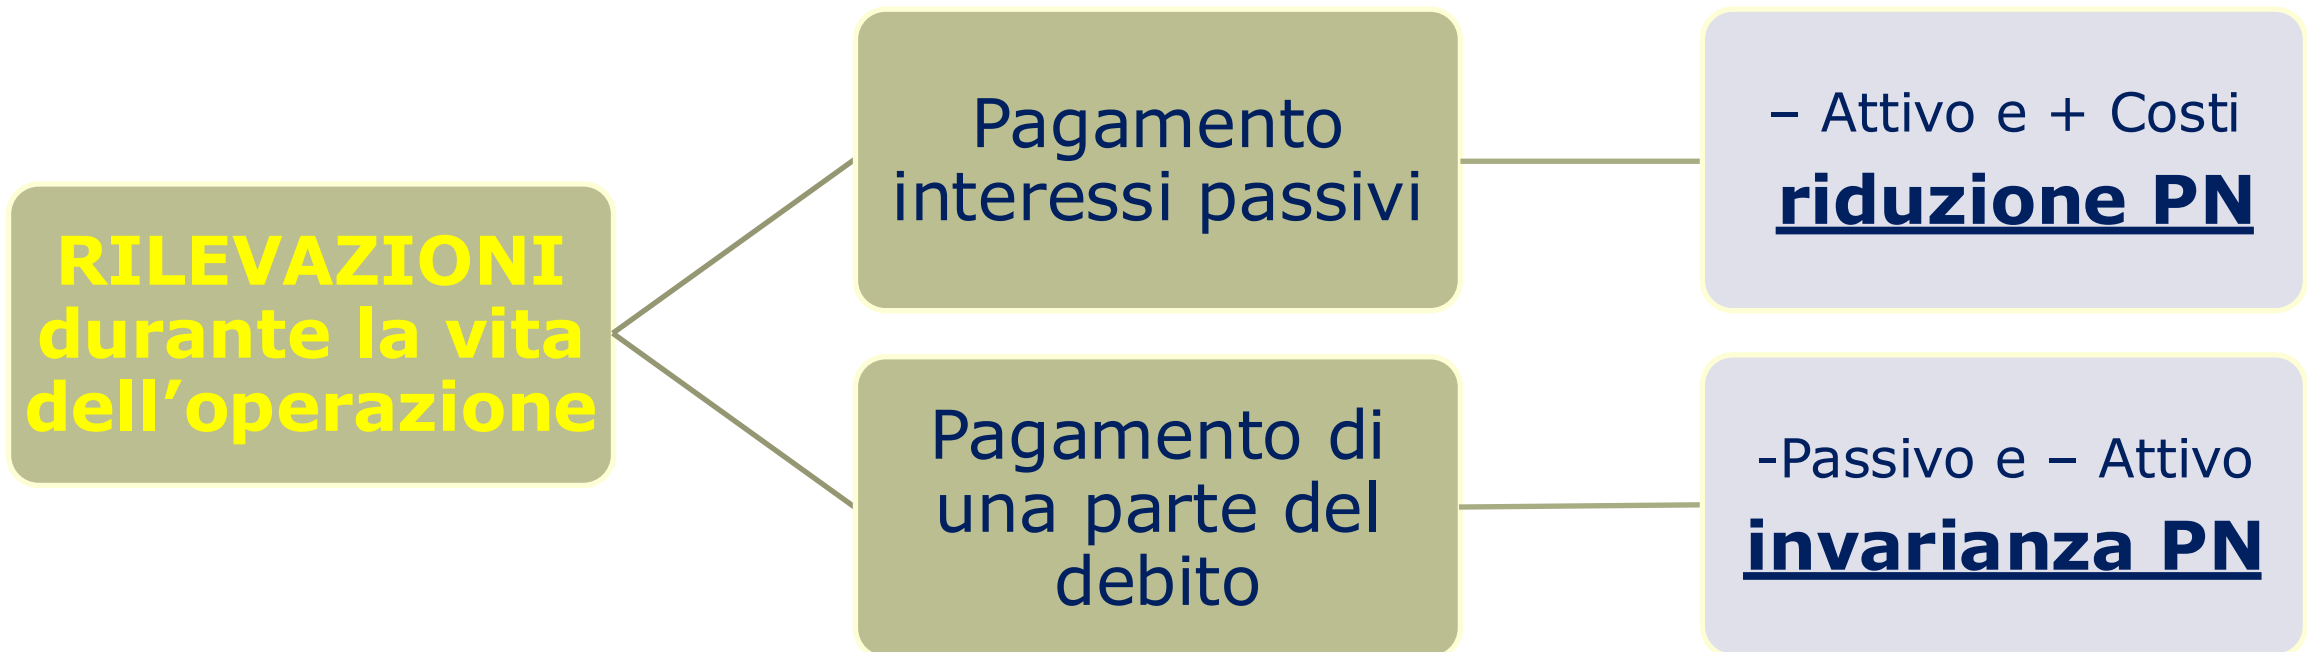 RILEVAZIONI
durante la vita
dell’operazione
Pagamento
interessi passivi
– Attivo e + Costi
riduzione PN
Pagamento di
una parte del
debito
-Passivo e – Attivo
invarianza PN